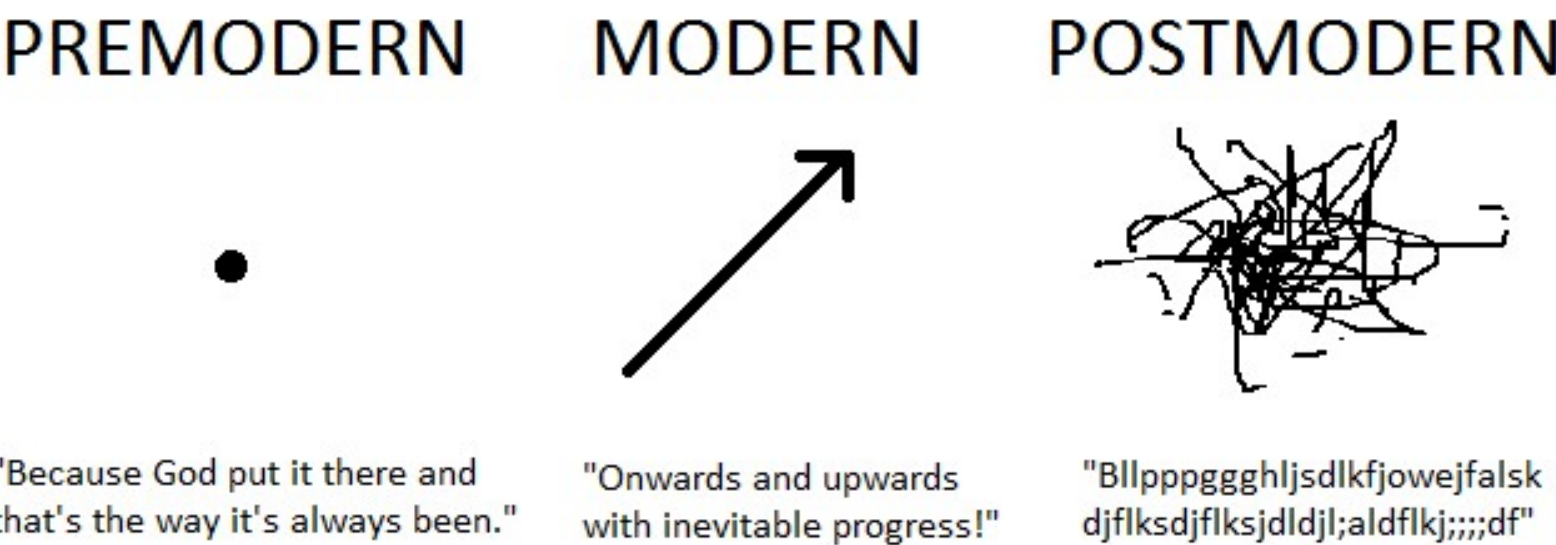 PREMODERN
MODERN
POSTMODERN
"Because God put it there and
that's the way it's always been."
"Onwards and upwards
with inevitable progress!"
"Bllpppggghljsdlkfjowejfalsk
djflksdjflksjdldjl;aldflkj;;;;df"